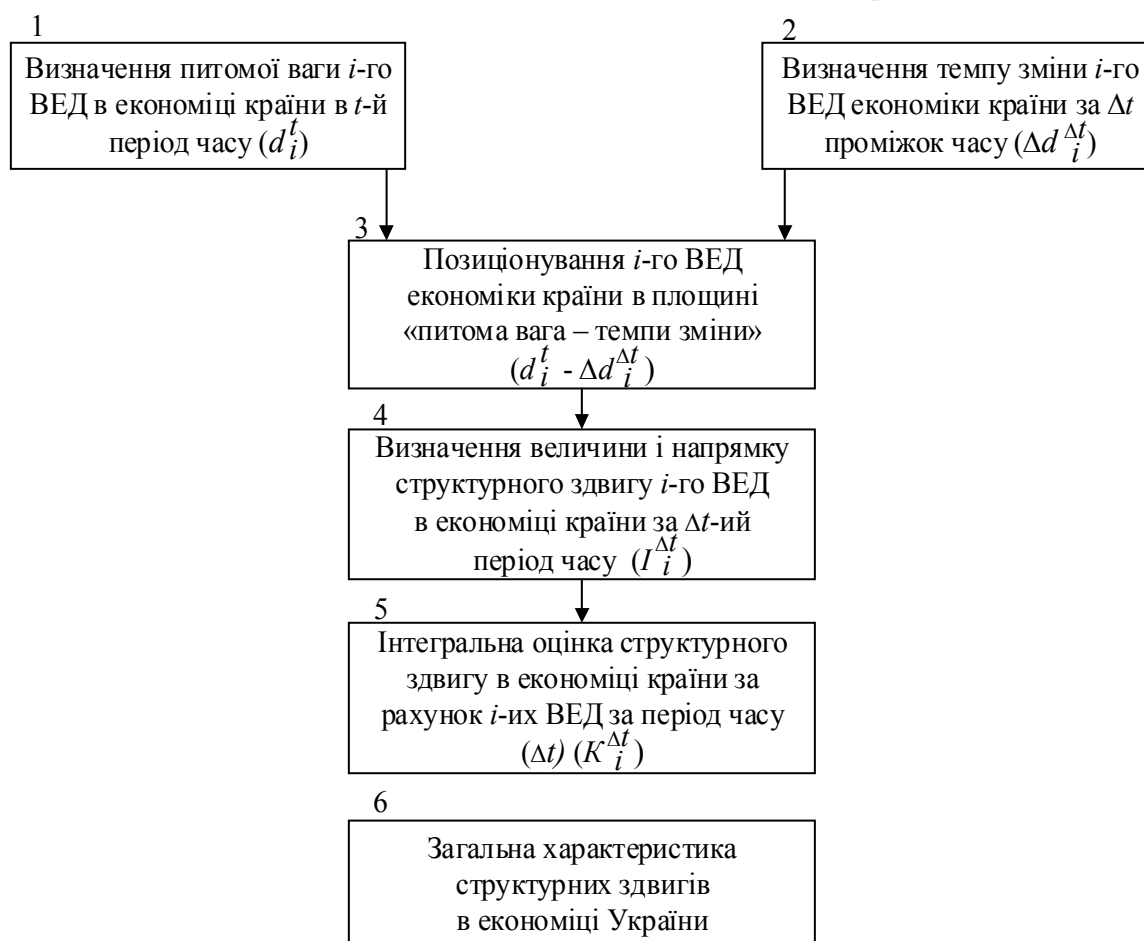 1
Визначення питомої ваги i-го
ВЕД в економіці країни в t-й
період часу (d_i^t)
2
Визначення темпу зміни i-го
ВЕД економіки країни за Δt
проміжок часу (Δd_i^Δt)
3
Позиціонування i-го ВЕД
економіки країни в площині
«питома вага – темпи зміни»
(d_i^t - Δd_i^Δt)
4
Визначення величини і напрямку
структурного здвигу i-го ВЕД
в економіці країни за Δt-ий
період часу (I_i^Δt)
5
Інтегральна оцінка структурного
здвигу в економіці країни за
рахунок i-их ВЕД за період часу
(Δt) (К_i^Δt)
6
Загальна характеристика
структурних здвигів
в економіці України